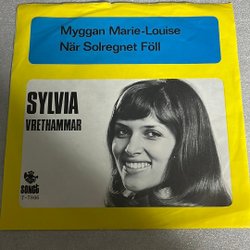 Myggan Marie-Louise
När Solregnet Föll
SYLVIA
VRETHAMMAR
SONET